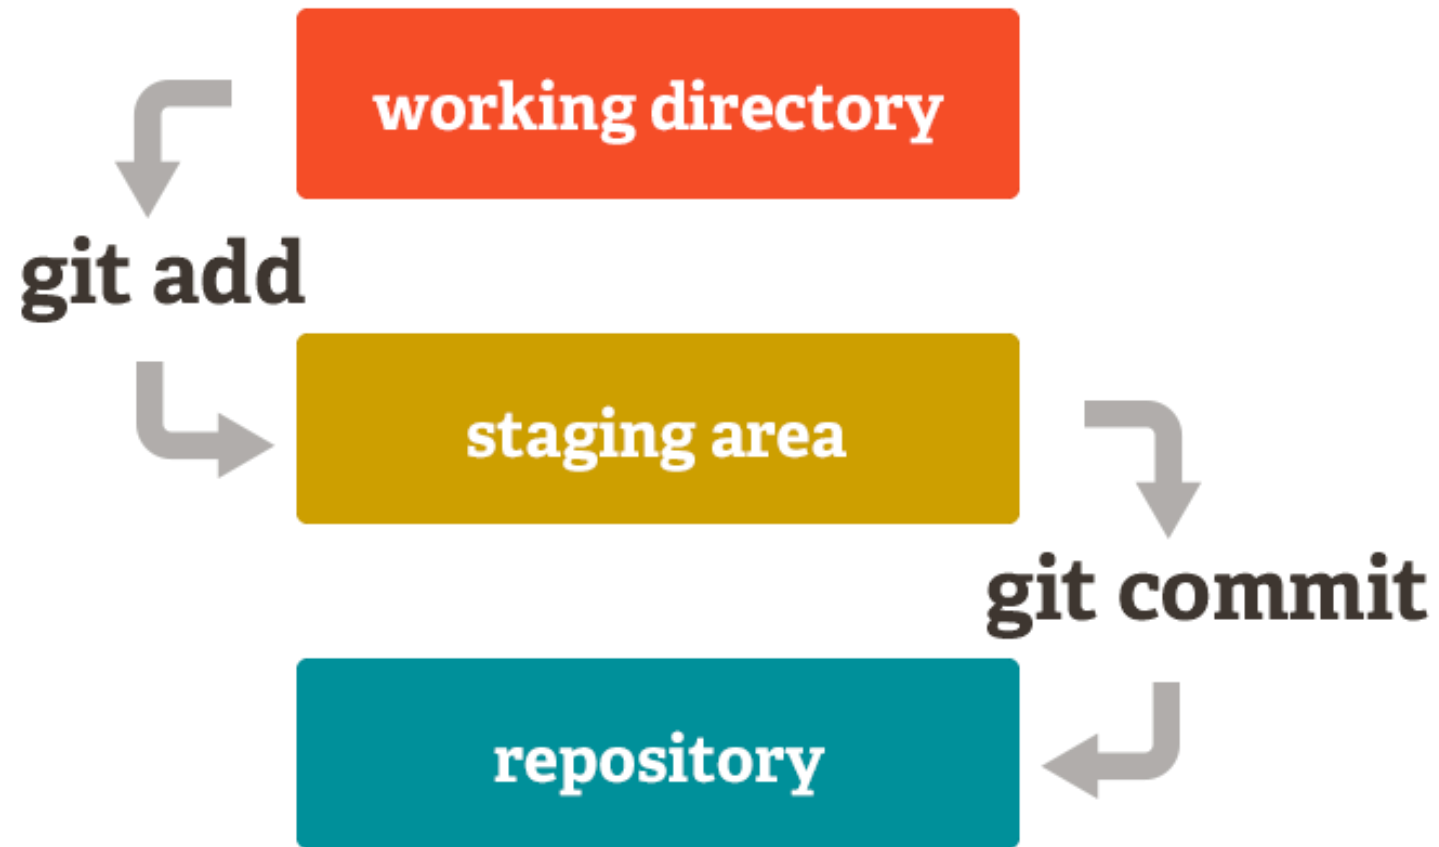 working directory
git add
staging area
git commit
repository